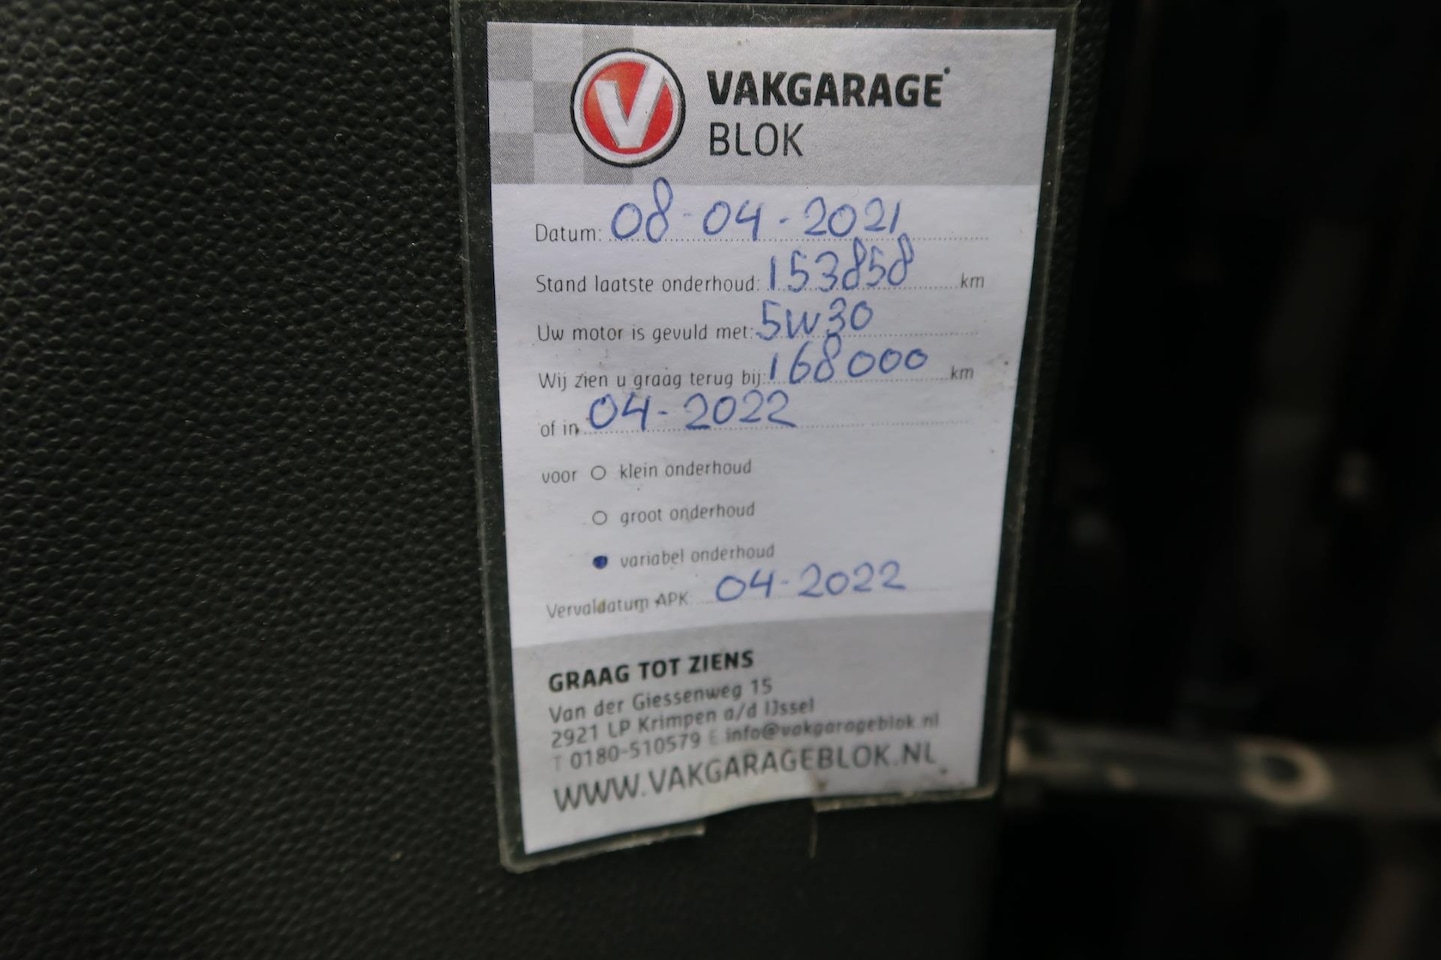 V
VAKGARAGE
BLOK
Datum: 08-04-2021
Stand laatste onderhoud: 153858 km
Uw motor is gevuld met: 5W30
Wij zien u graag terug bij: 168000 km
of in 04-2022
voor klein onderhoud
groot onderhoud
variabel onderhoud
Vervaldatum APK 04-2022
GRAAG TOT ZIENS
Van der Giessenweg 15
2921 LP Krimpen a/d IJssel
T 0180-510579 E info@vakgarageblok.nl
WWW.VAKGARAGEBLOK.NL